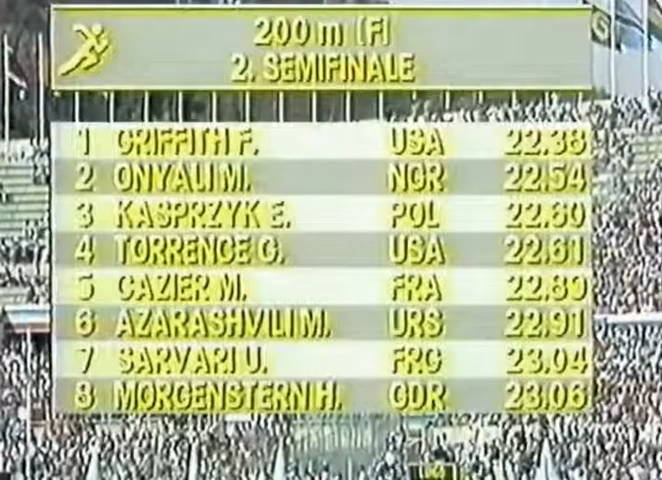 200 m (F)
2. SEMIFINALE
1 GRIFFITH F. USA 22.38
2 ONYALI M. NGR 22.54
3 KASPRZYK E. POL 22.60
4 TORRENCE G. USA 22.61
5 CAZIER M. FRA 22.89
6 AZARASHVILI M. URS 22.91
7 SARVARI U. FRG 23.04
8 MORGENSTERN H. GDR 23.06